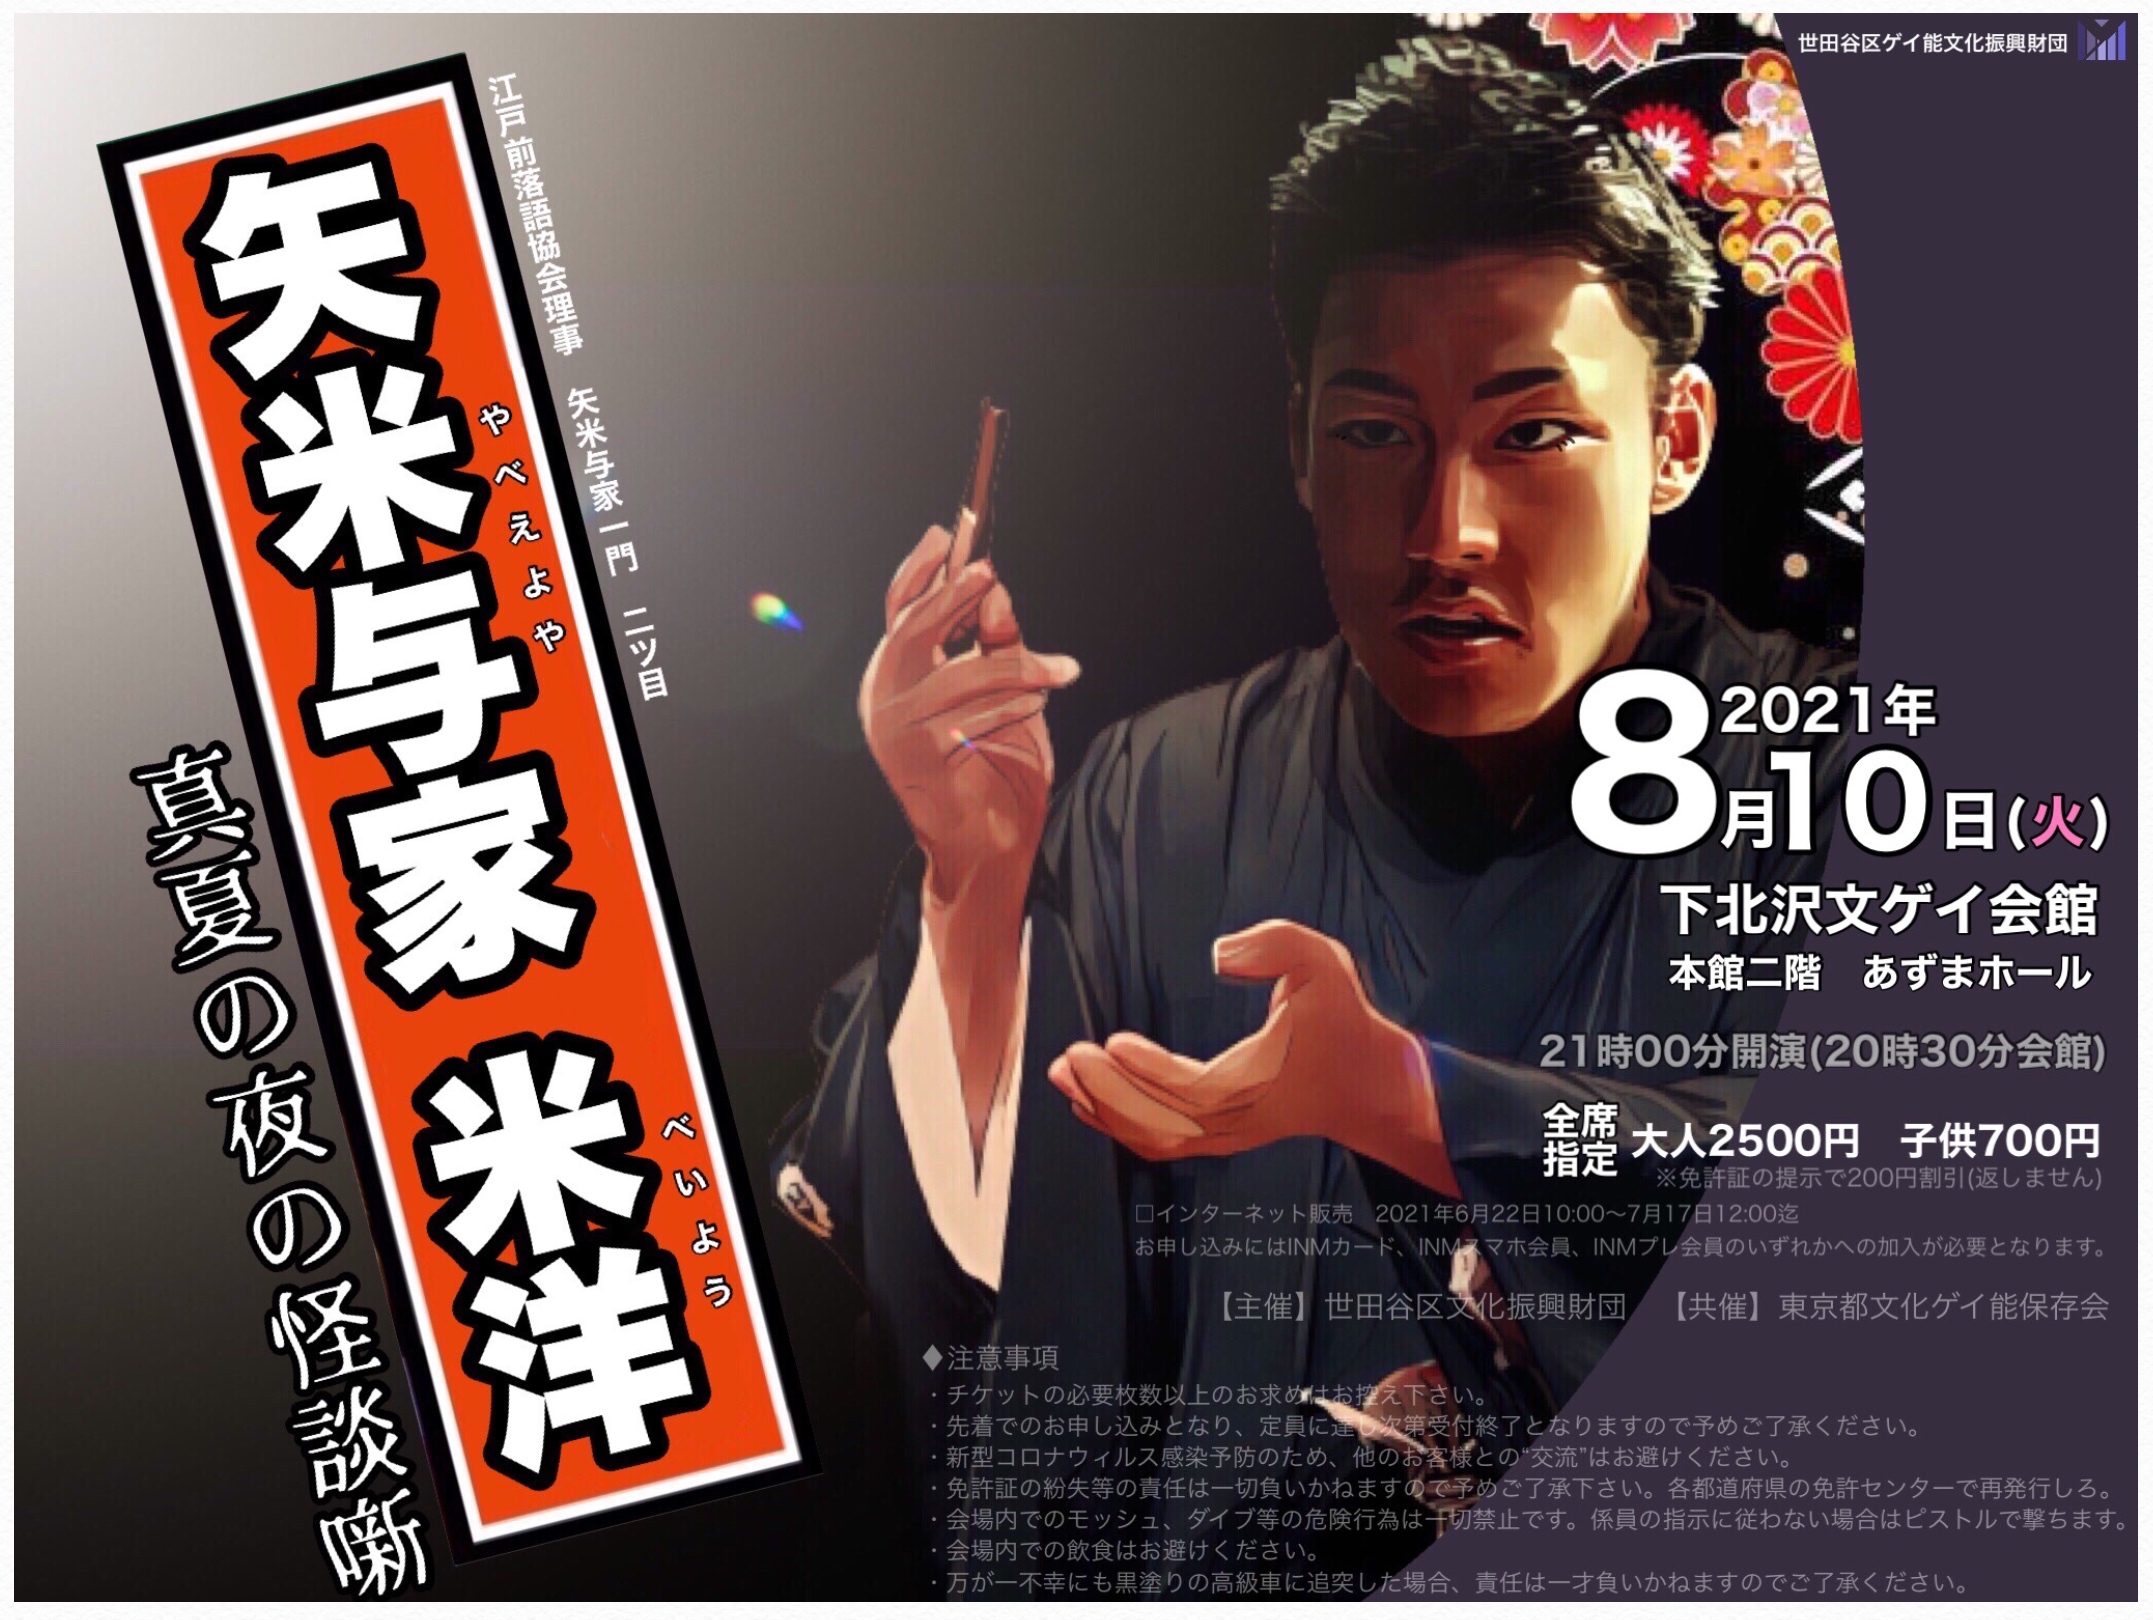 世田谷区ゲイ能文化振興財団
江戸前落語協会理事　矢米与家一門　二ツ目
矢米与家 米洋
やべえよや
べいよう
真夏の夜の怪談噺
2021年
8月10日(火)
下北沢文ゲイ会館
本館二階　あずまホール
21時00分開演(20時30分会館)
全席指定 大人2500円　子供700円
※免許証の提示で200円割引(返しません)
□インターネット販売　2021年6月22日10:00〜7月17日12:00迄
お申し込みにはINMカード、INMスマホ会員、INMプレ会員のいずれかへの加入が必要となります。
【主催】世田谷区文化振興財団　【共催】東京都文化ゲイ能保存会
◆注意事項
・チケットの必要枚数以上のお求めはお控え下さい。
・先着でのお申し込みとなり、定員に達し次第受付終了となりますので予めご了承ください。
・新型コロナウィルス感染予防のため、他のお客様との“交流”はお避けください。
・免許証の紛失等の責任は一切負いかねますので予めご了承下さい。各都道府県の免許センターで再発行しろ。
・会場内でのモッシュ、ダイブ等の危険行為は一切禁止です。係員の指示に従わない場合はピストルで撃ちます。
・会場内での飲食はお避けください。
・万が一不幸にも黒塗りの高級車に追突した場合、責任は一才負いかねますのでご了承ください。